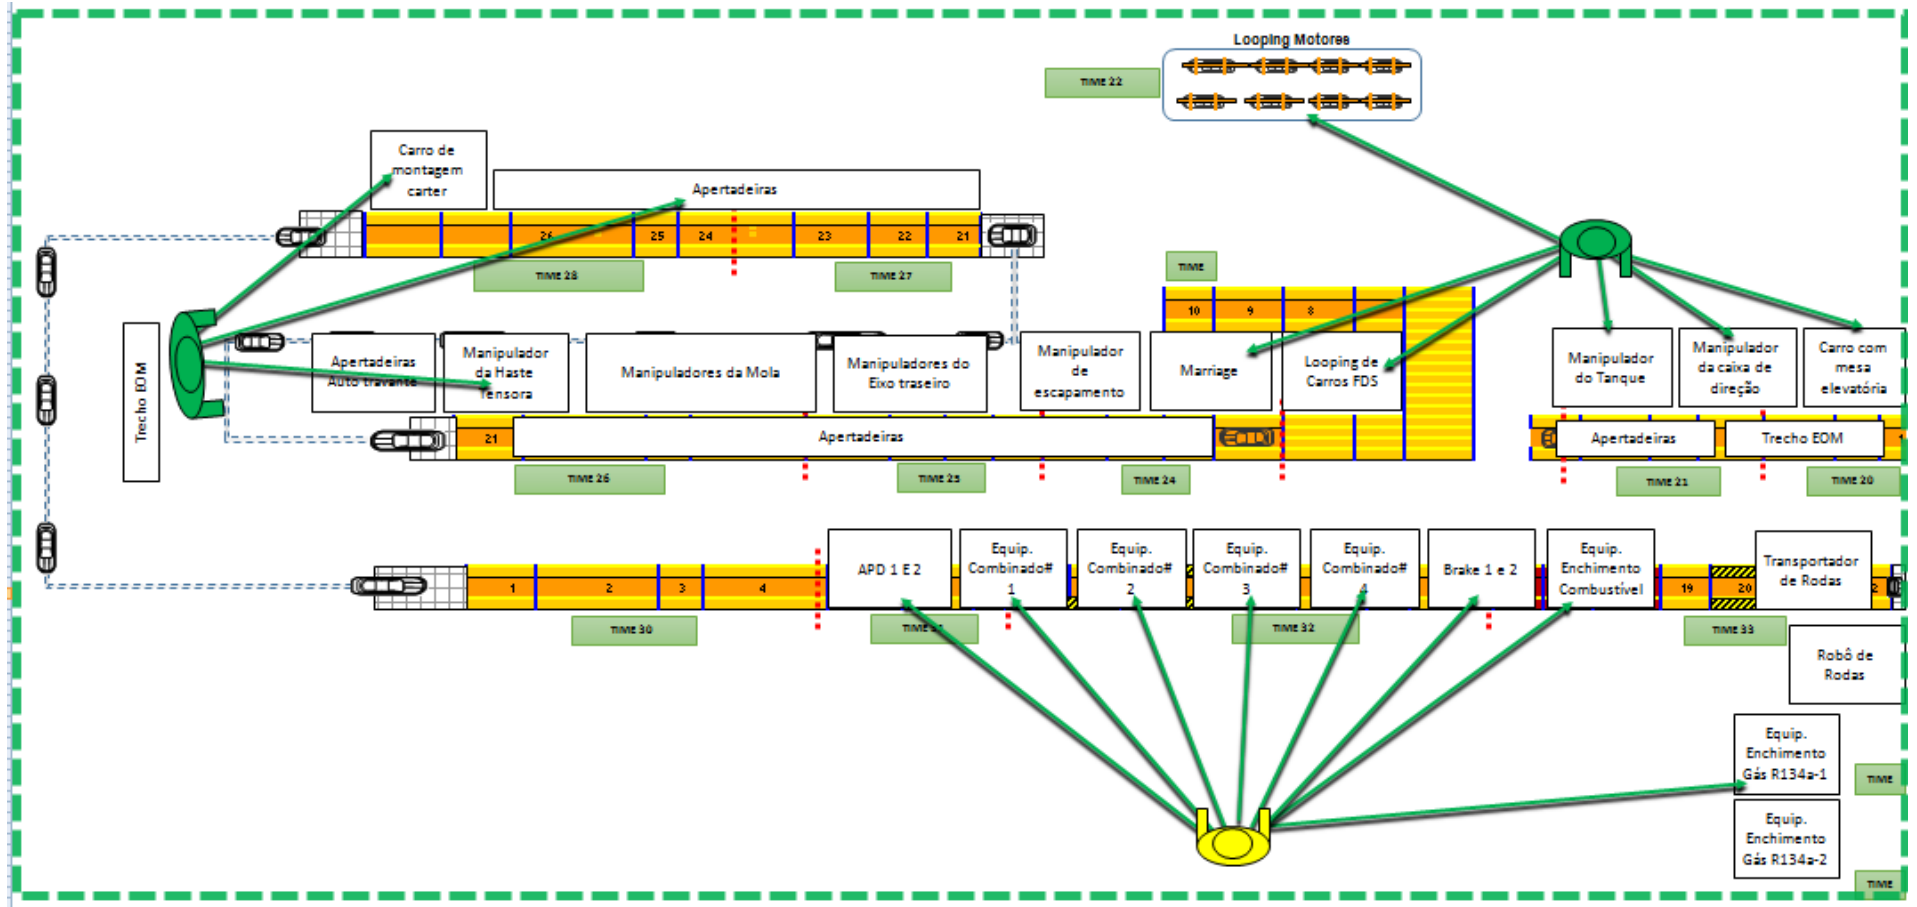 Looping Motores
TIME 22
Carro de
montagem
carter
Apertadeiras
26
25
24
23
22
21
TIME 28
TIME 27
TIME
10
9
8
Trecho EOM
Apertadeiras
Auto travante
Manipulador
da Haste
Tensora
Manipuladores da Mola
Manipuladores do
Eixo traseiro
Manipulador
de
escapamento
Marriage
Looping de
Carros FDS
Manipulador
do Tanque
Manipulador
da caixa de
direção
Carro com
mesa
elevatória
21
Apertadeiras
Apertadeiras
Trecho EOM
1
TIME 26
TIME 25
TIME 24
TIME 21
TIME 20
1
2
3
4
APD 1 E 2
Equip.
Combinado#
1
Equip.
Combinado#
2
Equip.
Combinado#
3
Equip.
Combinado#
4
Brake 1 e 2
Equip.
Enchimento
Combustível
19
20
Transportador
de Rodas
2
TIME 30
TIME
TIME 32
TIME 33
Robô de
Rodas
Equip.
Enchimento
Gás R134a-1
TIME
Equip.
Enchimento
Gás R134a-2
TIME